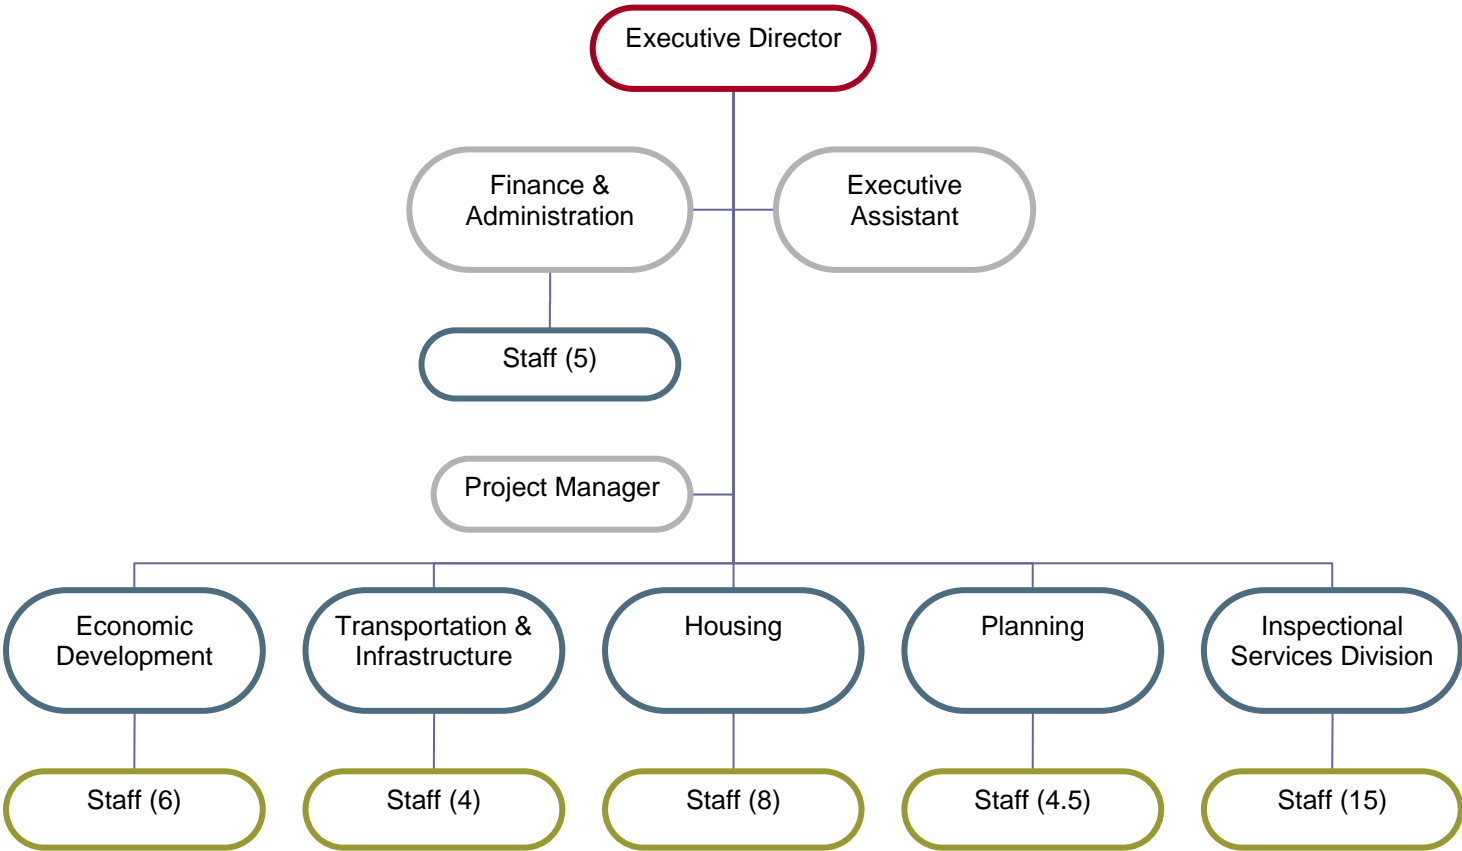 Executive Director
Finance &
Administration
Executive
Assistant
Staff (5)
Project Manager
Economic
Development
Transportation &
Infrastructure
Housing
Planning
Inspectional
Services Division
Staff (6)
Staff (4)
Staff (8)
Staff (4.5)
Staff (15)